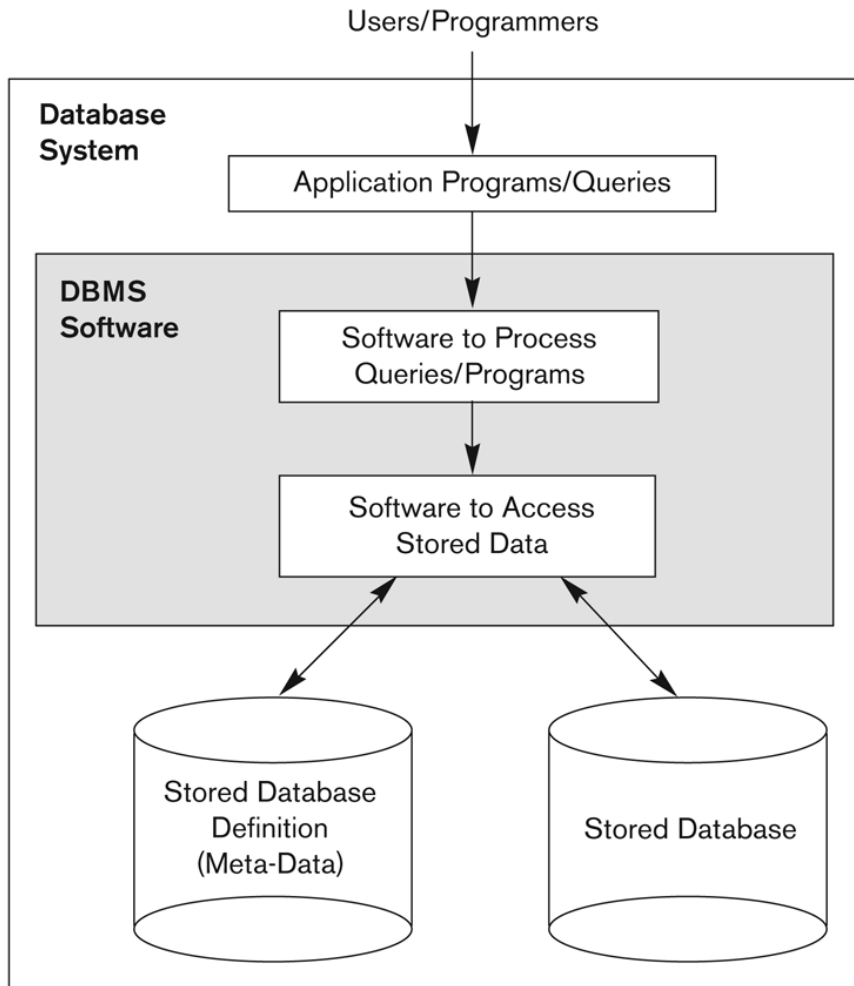 Users/Programmers
Database
System
Application Programs/Queries
DBMS
Software
Software to Process
Queries/Programs
Software to Access
Stored Data
Stored Database
Definition
(Meta-Data)
Stored Database